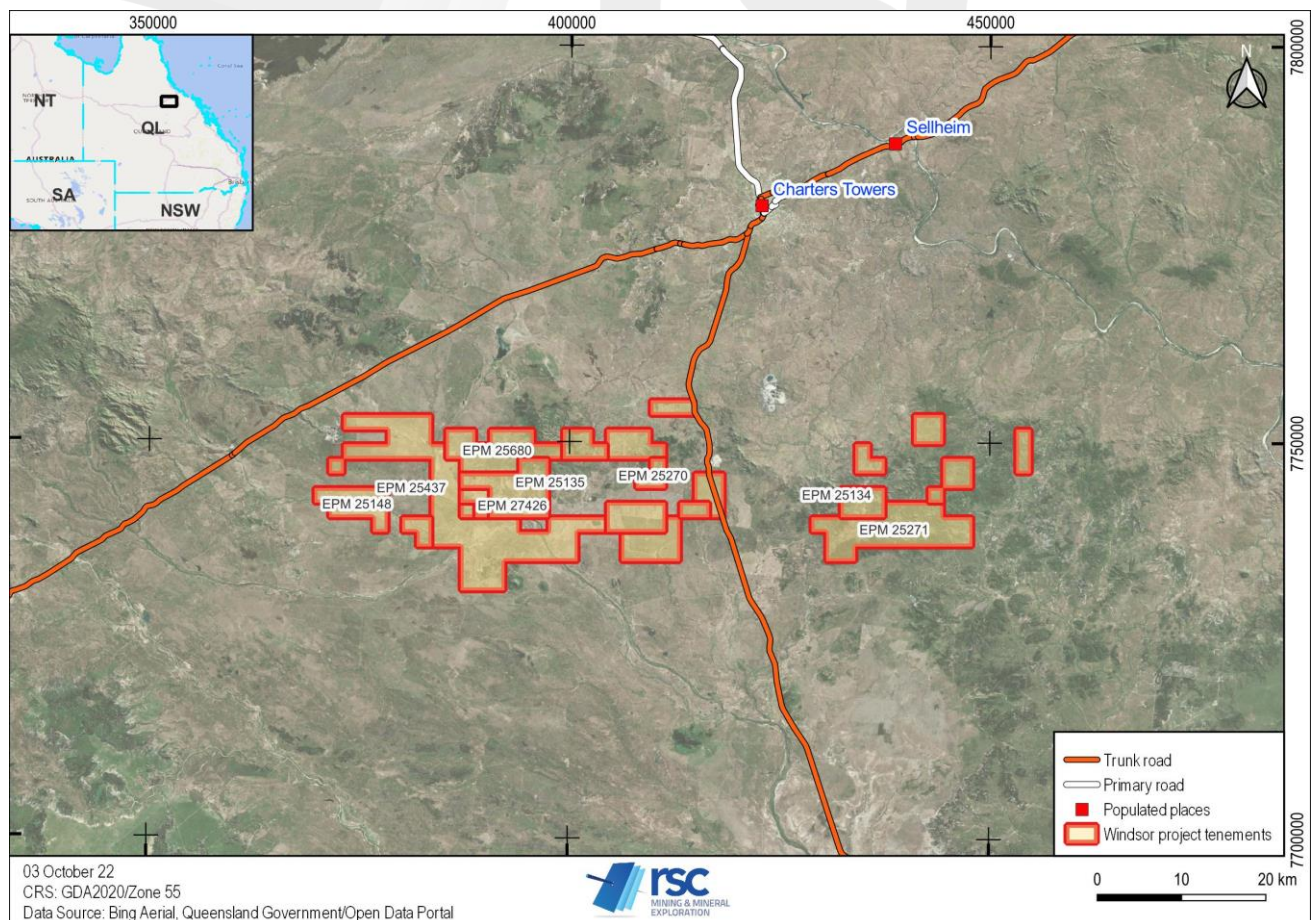 350000
400000
450000
7800000
NT
QL
AUSTRALIA
SA
NSW
N
Sellheim
Charters Towers
7750000
EPM 25680
EPM 25270
EPM 25135
EPM 25437
EPM 25134
EPM 25148
EPM 27426
EPM 25271
7700000
Trunk road
Primary road
Populated places
Windsor project tenements
03 October 22
CRS: GDA2020/Zone 55
Data Source: Bing Aerial, Queensland Government/Open Data Portal
rsc
MINING & MINERAL
EXPLORATION
0 10 20 km